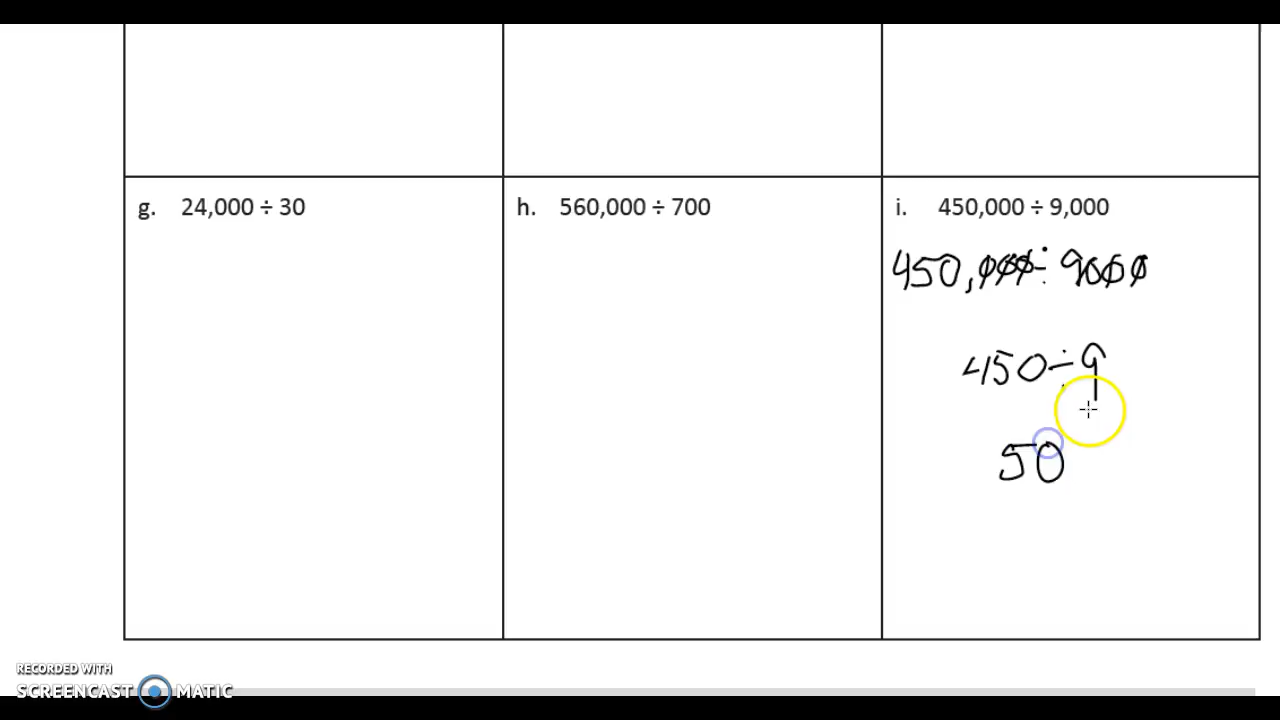 g. 24,000 ÷ 30
h. 560,000 ÷ 700
i. 450,000 ÷ 9,000
450,000 ÷ 9000
450 ÷ 9
50
RECORDED WITH
SCREENCAST MATIC